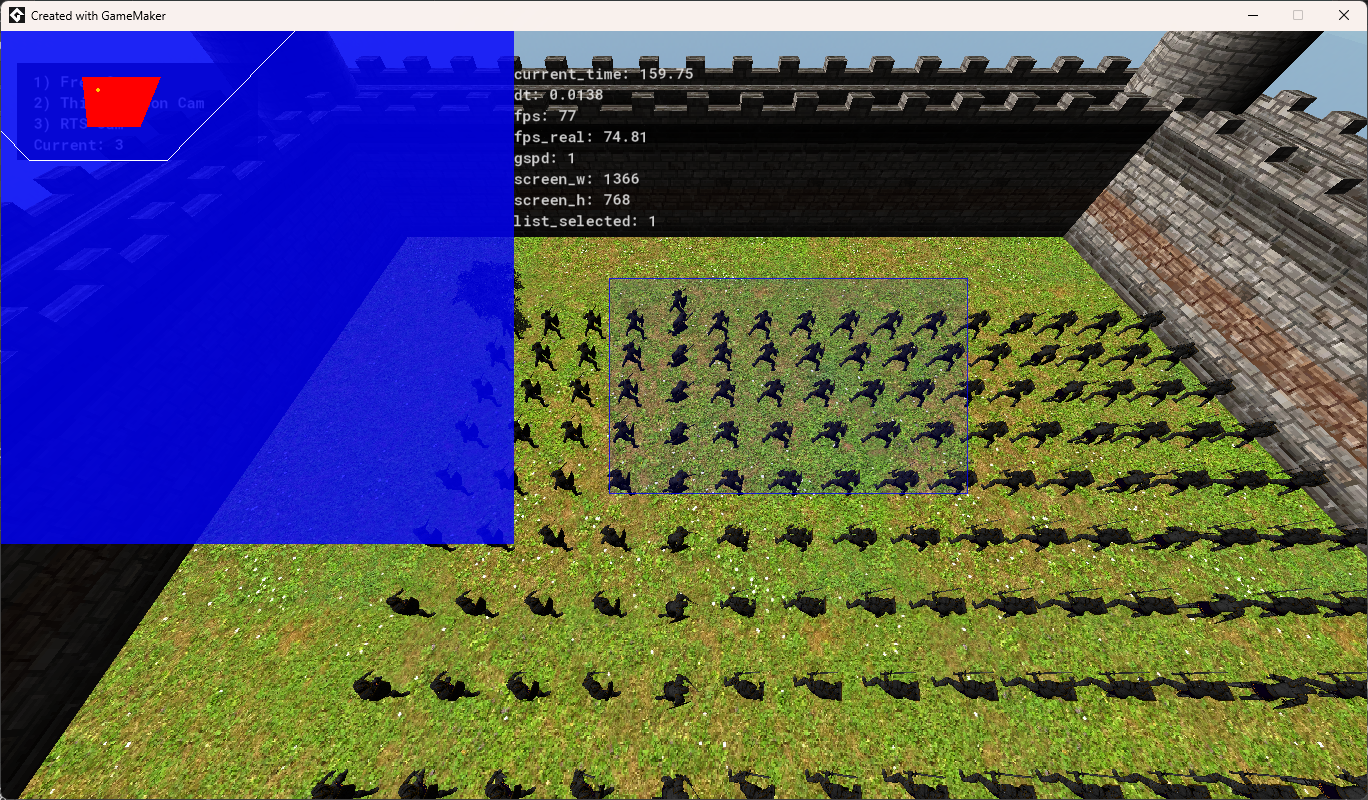 Created with GameMaker
1) Fr
2) Thi on Cam
3) RTS
Current: 3
current_time: 159.75
dt: 0.0138
fps: 77
fps_real: 74.81
gspd: 1
screen_w: 1366
screen_h: 768
list_selected: 1